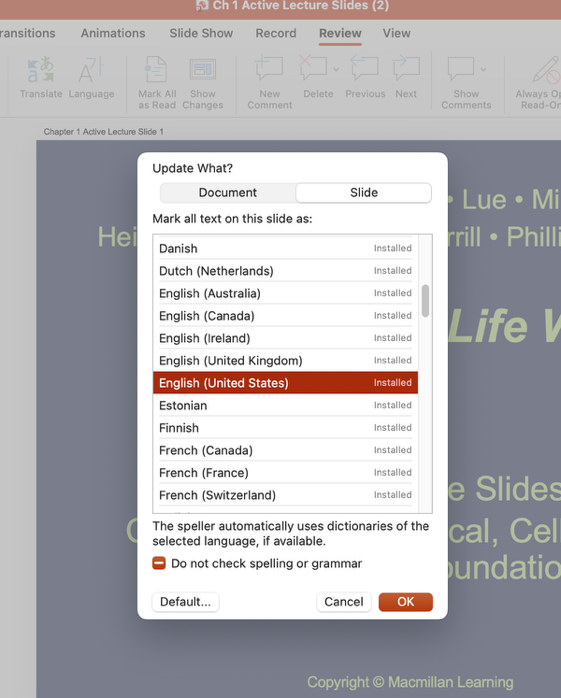 Ch 1 Active Lecture Slides (2)
ransitions Animations Slide Show Record Review View
Translate Language Mark All as Read Show Changes New Comment Delete Previous Next Show Comments Always Op Read-On
Chapter 1 Active Lecture Slide 1
• Lue • Mi
Hei
rrill • Philli
Life
e Slides
C
cal, Cel
oundatio
Copyright © Macmillan Learning
Update What?
Document Slide
Mark all text on this slide as:
Danish Installed
Dutch (Netherlands) Installed
English (Australia) Installed
English (Canada) Installed
English (Ireland) Installed
English (United Kingdom) Installed
English (United States) Installed
Estonian Installed
Finnish Installed
French (Canada) Installed
French (France) Installed
French (Switzerland) Installed
The speller automatically uses dictionaries of the
selected language, if available.
Do not check spelling or grammar
Default... Cancel OK